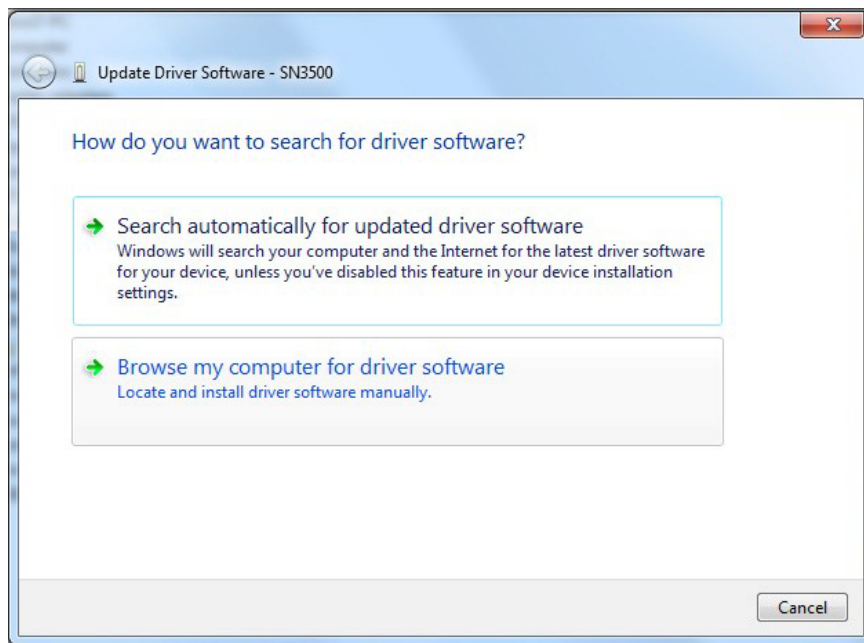 Update Driver Software - SN3500
How do you want to search for driver software?
Search automatically for updated driver software
Windows will search your computer and the Internet for the latest driver software
for your device, unless you've disabled this feature in your device installation
settings.
Browse my computer for driver software
Locate and install driver software manually.
Cancel